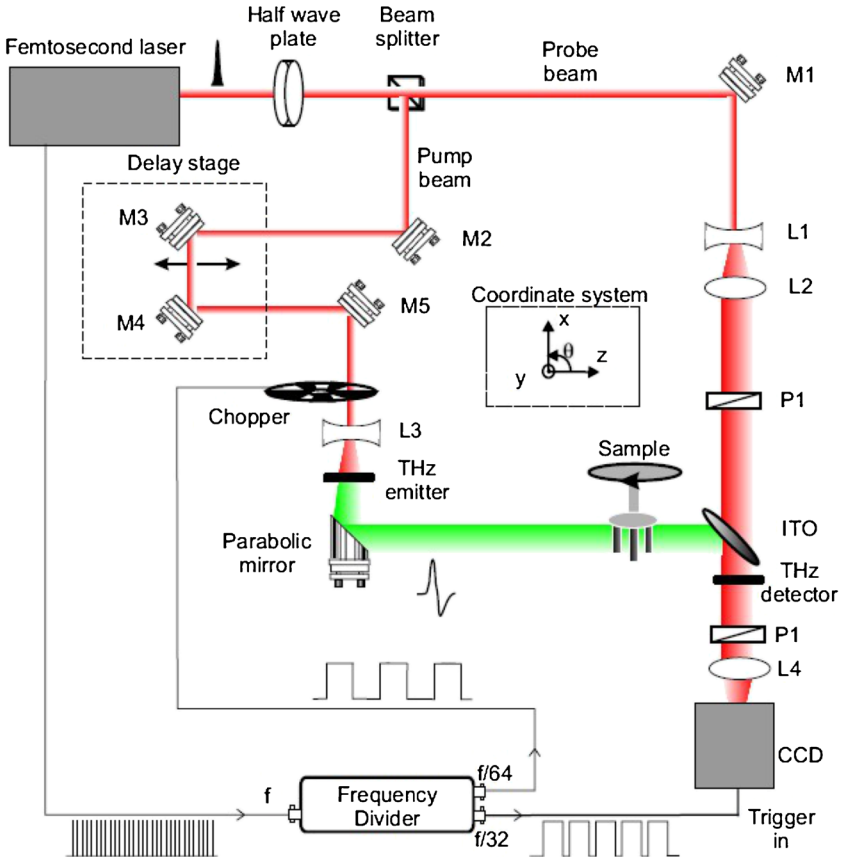 Half wave
plate
Beam
splitter
Femtosecond laser
Probe
beam
M1
Delay stage
Pump
beam
M3
M2
L1
L2
Coordinate system
M4
M5
x
θ
z
y
P1
Chopper
L3
Sample
THz
emitter
ITO
Parabolic
mirror
THz
detector
P1
L4
CCD
f
f/64
Frequency
Divider
f/32
Trigger
in